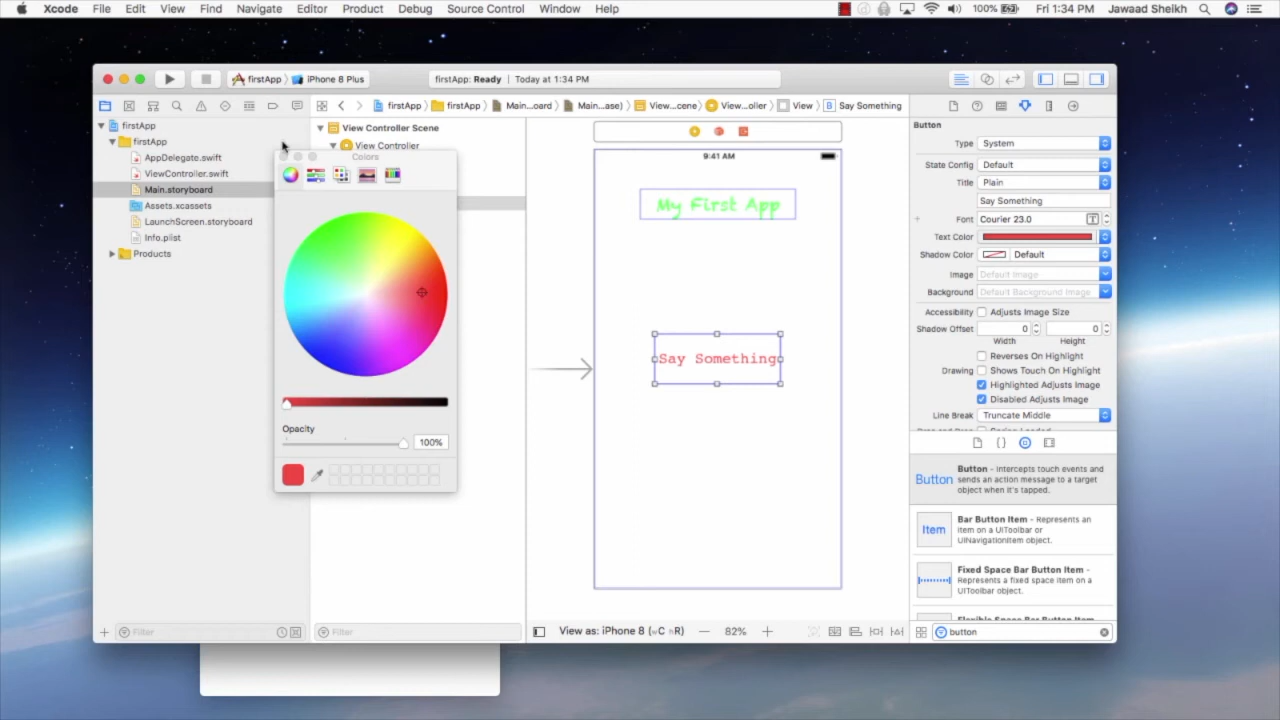 Xcode File Edit View Find Navigate Editor Product Debug Source Control Window Help 100% Fri 1:34 PM Jawaad Sheikh
firstApp iPhone 8 Plus firstApp: Ready Today at 1:34 PM
firstApp firstApp Main...oard Main...ase) View...cene View...oller View B Say Something
firstApp
firstApp
AppDelegate.swift
ViewController.swift
Main.storyboard
Assets.xcassets
LaunchScreen.storyboard
Info.plist
Products
Filter
View Controller Scene
View Controller
Colors
Opacity
100%
Filter
9:41 AM
My First App
Say Something
View as: iPhone 8 (wC hR) 82%
Button
Type System
State Config Default
Title Plain
Say Something
Font Courier 23.0 T
Text Color
Shadow Color Default
Image Default Image
Background Default Background Image
Accessibility Adjusts Image Size
Shadow Offset 0 0
Width Height
Reverses On Highlight
Drawing Shows Touch On Highlight
Highlighted Adjusts Image
Disabled Adjusts Image
Line Break Truncate Middle
Button
Button - Intercepts touch events and
sends an action message to a target
object when it's tapped.
Item
Bar Button Item - Represents an
item on a UIToolbar or
UINavigationItem object.
Fixed Space Bar Button Item -
Represents a fixed space item on a
UIToolbar object.
Flexible Space Bar Button Item
button